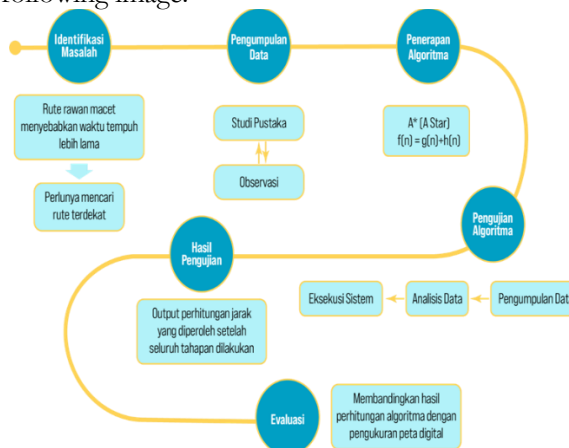 following image.
Identifikasi
Masalah
Pengumpulan
Data
Penerapan
Algoritma
Rute rawan macet
menyebabkan waktu tempuh
lebih lama
Perlunya mencari
rute terdekat
Studi Pustaka
Observasi
A* (A Star)
f(n) = g(n)+h(n)
Pengujian
Algoritma
Eksekusi Sistem
Analisis Data
Pengumpulan Dat
Hasil
Pengujian
Output perhitungan jarak
yang diperoleh setelah
seluruh tahapan dilakukan
Evaluasi
Membandingkan hasil
perhitungan algoritma dengan
pengukuran peta digital